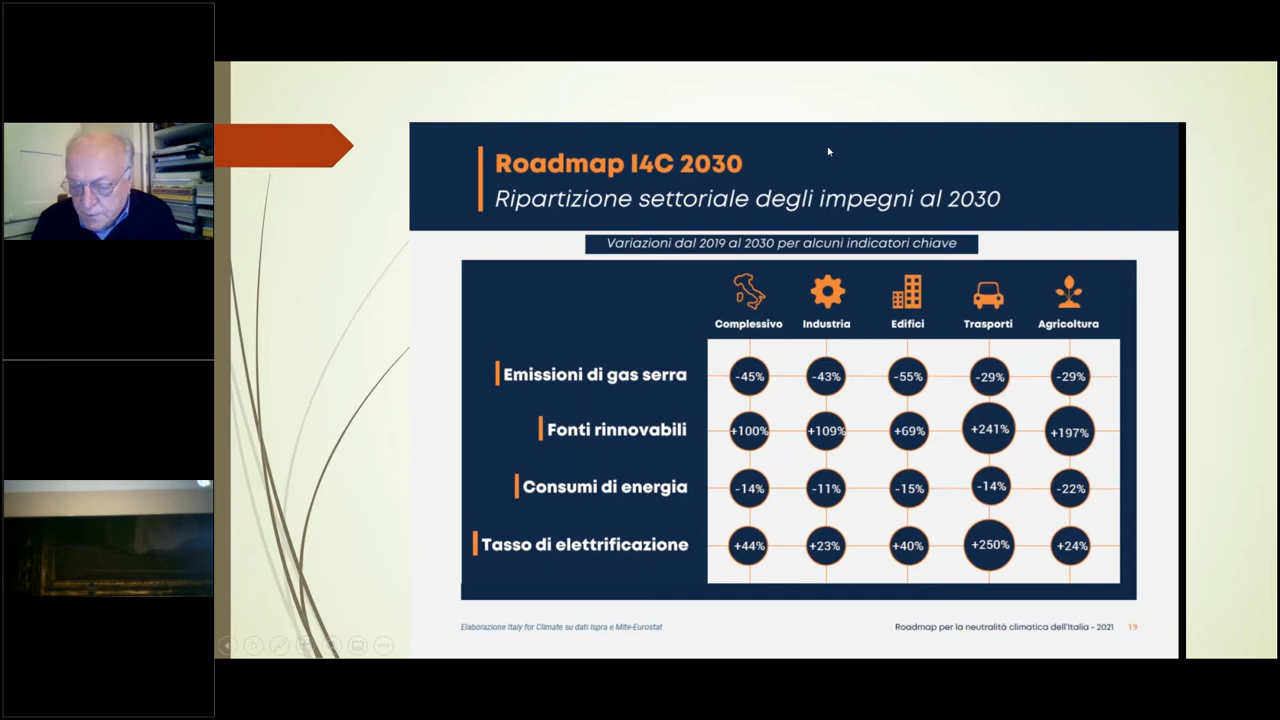 Roadmap I4C 2030
Ripartizione settoriale degli impegni al 2030
Variazioni dal 2019 al 2030 per alcuni indicatori chiave
Complessivo Industria Edifici Trasporti Agricoltura
Emissioni di gas serra -45% -43% -55% -29% -29%
Fonti rinnovabili +100% +109% +69% +241% +197%
Consumi di energia -14% -11% -15% -14% -22%
Tasso di elettrificazione +44% +23% +40% +250% +24%
Elaborazione Italy for Climate su dati Ispra e Mite-Eurostat
Roadmap per la neutralità climatica dell'Italia - 2021 19